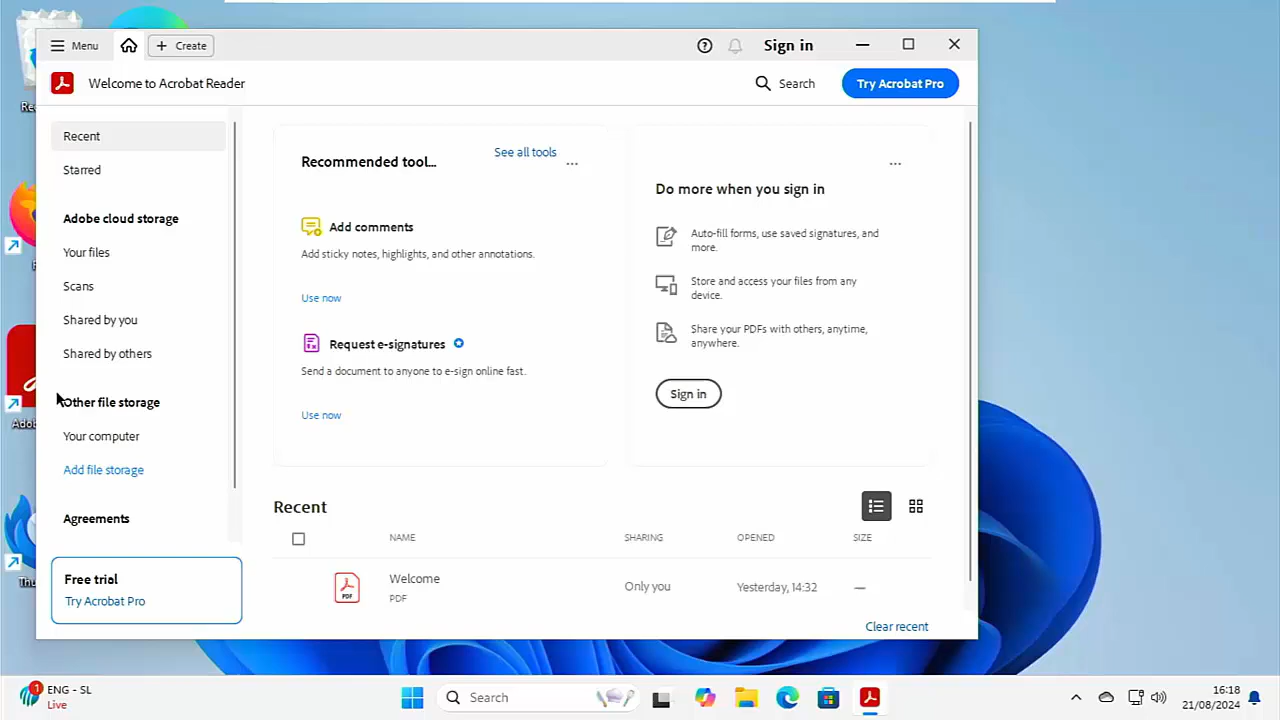 Menu
Create
Sign in
Welcome to Acrobat Reader
Search
Try Acrobat Pro
Recent
Starred
Adobe cloud storage
Your files
Scans
Shared by you
Shared by others
Other file storage
Your computer
Add file storage
Agreements
Free trial
Try Acrobat Pro
Recommended tool...
See all tools
Add comments
Add sticky notes, highlights, and other annotations.
Use now
Request e-signatures
Send a document to anyone to e-sign online fast.
Use now
Do more when you sign in
Auto-fill forms, use saved signatures, and
more.
Store and access your files from any
device.
Share your PDFs with others, anytime,
anywhere.
Sign in
Recent
NAME SHARING OPENED SIZE
PDF
Welcome
PDF
Only you
Yesterday, 14:32
—
Clear recent
1
ENG - SL
Live
Search
16:18
21/08/2024